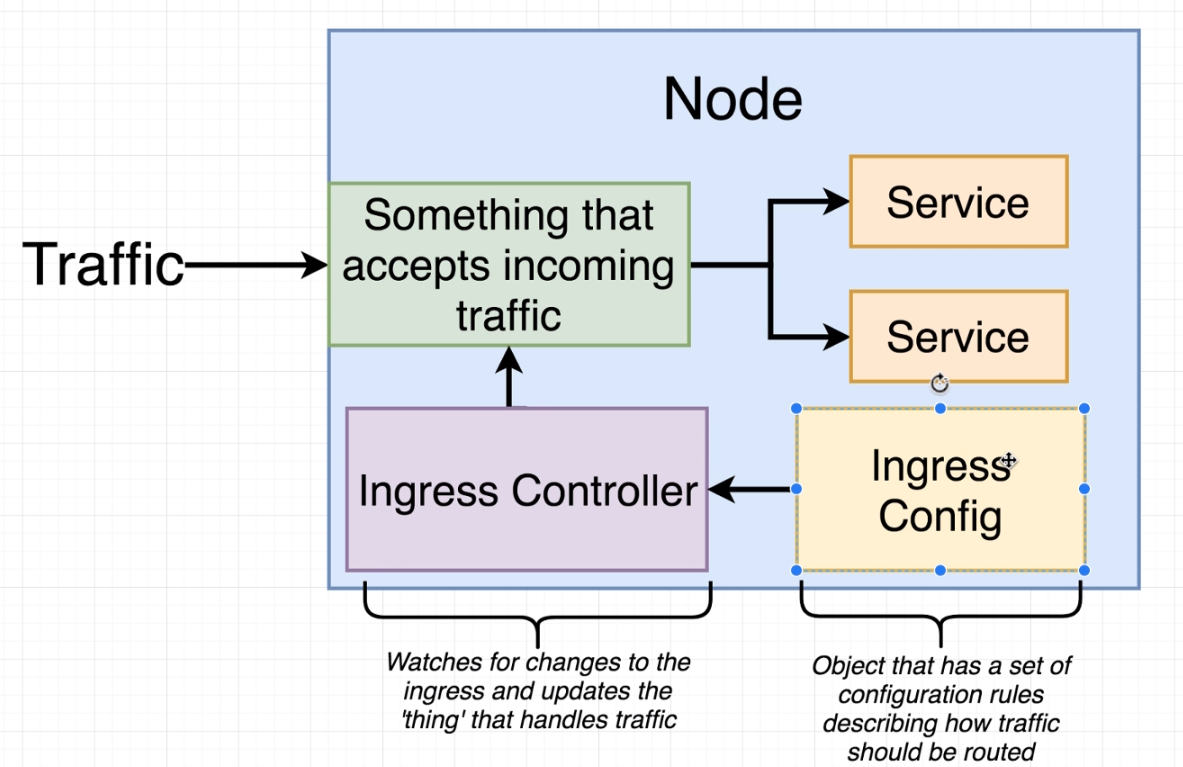 Node
Traffic
Something that
accepts incoming
traffic
Service
Service
Ingress Controller
Ingress
Config
Watches for changes to the
ingress and updates the
'thing' that handles traffic
Object that has a set of
configuration rules
describing how traffic
should be routed